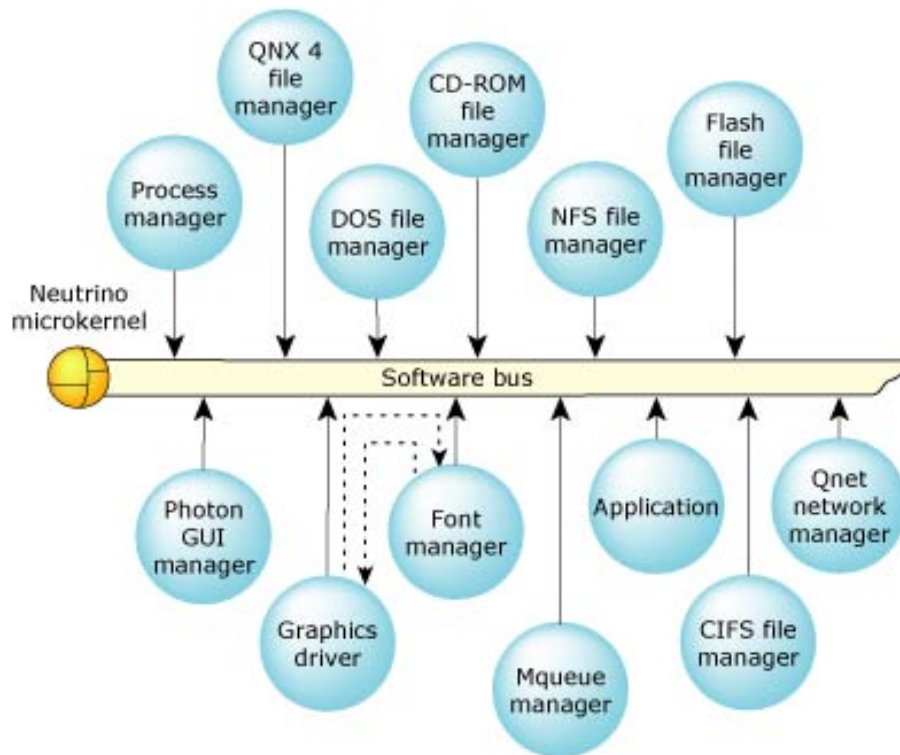 QNX 4
file
manager
CD-ROM
file
manager
Flash
file
manager
Process
manager
DOS file
manager
NFS file
manager
Neutrino
microkernel
Software bus
Photon
GUI
manager
Graphics
driver
Font
manager
Mqueue
manager
Application
CIFS file
manager
Qnet
network
manager